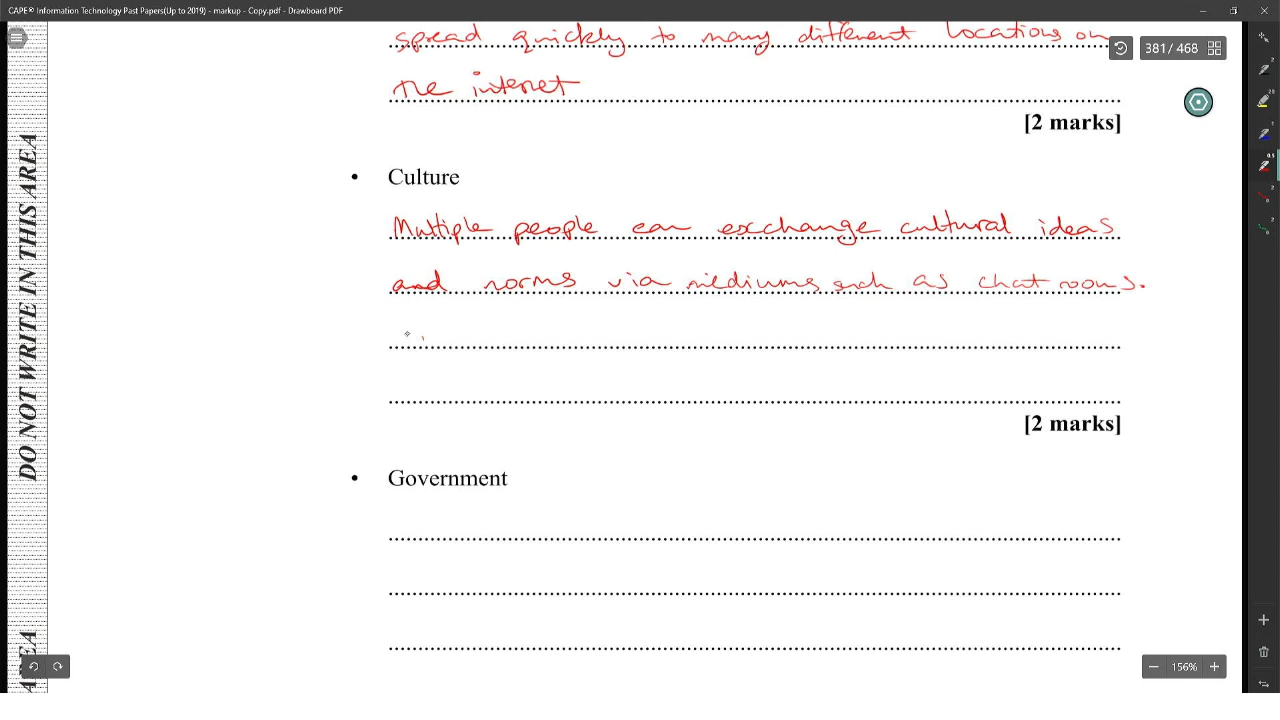 CAPE® Information Technology Past Papers(Up to 2019) - markup - Copy.pdf - Drawboard PDF
spread quickly to many different locations on
the internet
381 / 468
[2 marks]
• Culture
Multiple people can exchange cultural ideas
and norms via mediums such as chat rooms.
[2 marks]
• Government
DO NOT WRITE IN THIS AREA
AREA
156%